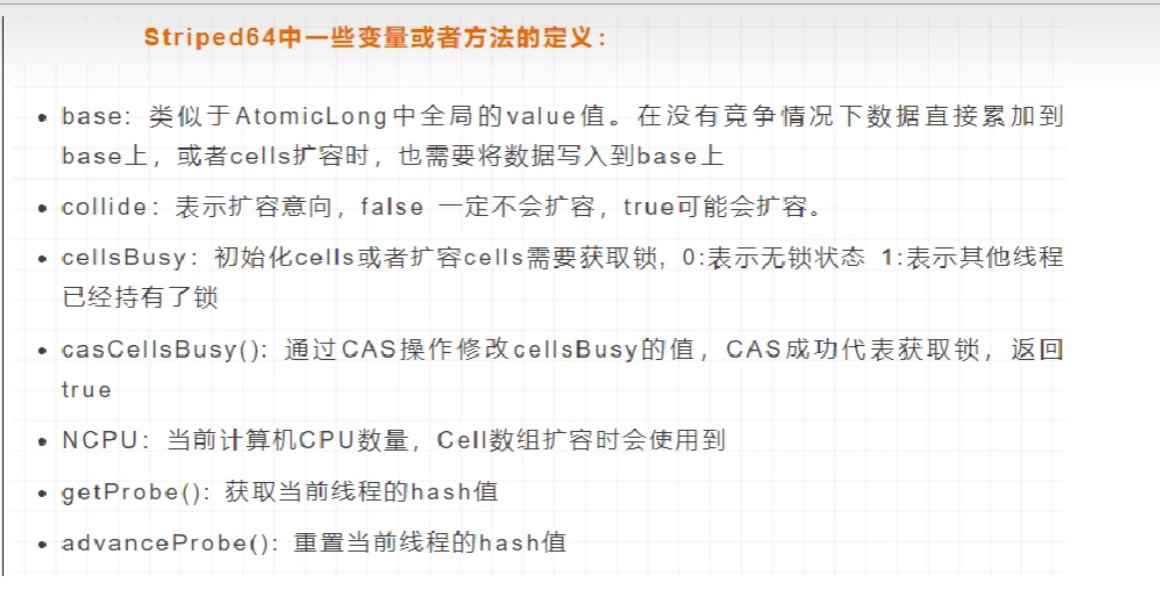 Striped64中一些变量或者方法的定义：
• base: 类似于AtomicLong中全局的value值。在没有竞争情况下数据直接累加到
base上，或者cells扩容时，也需要将数据写入到base上
• collide：表示扩容意向，false 一定不会扩容，true可能会扩容。
• cellsBusy：初始化cells或者扩容cells需要获取锁，0:表示无锁状态 1:表示其他线程
已经持有了锁
• casCellsBusy(): 通过CAS操作修改cellsBusy的值，CAS成功代表获取锁，返回
true
• NCPU：当前计算机CPU数量，Cell数组扩容时会使用到
• getProbe(): 获取当前线程的hash值
• advanceProbe(): 重置当前线程的hash值